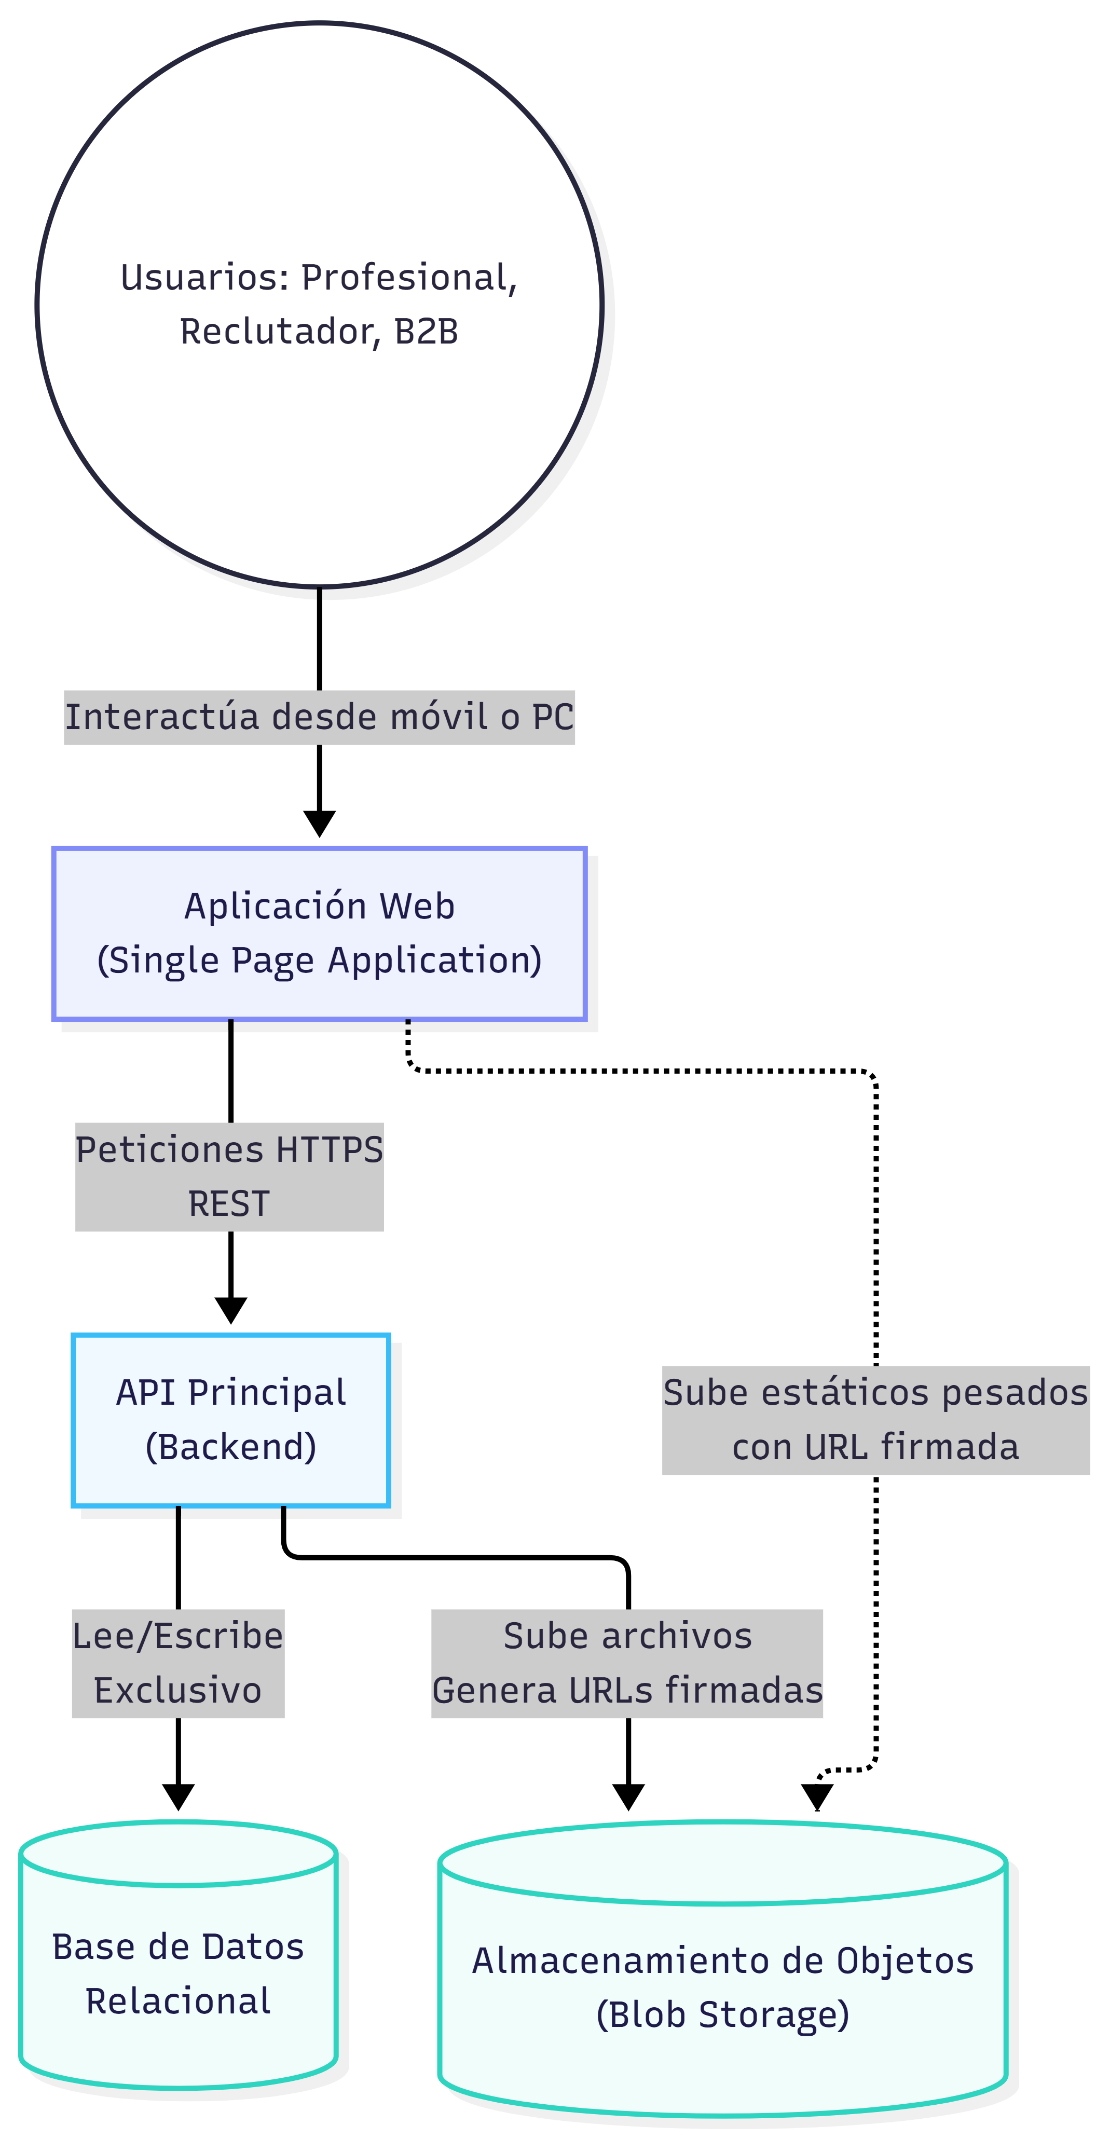 Usuarios: Profesional,
Reclutador, B2B
Interactúa desde móvil o PC
Aplicación Web
(Single Page Application)
Peticiones HTTPS
REST
API Principal
(Backend)
Sube estáticos pesados
con URL firmada
Lee/Escribe
Exclusivo
Sube archivos
Genera URLs firmadas
Base de Datos
Relacional
Almacenamiento de Objetos
(Blob Storage)